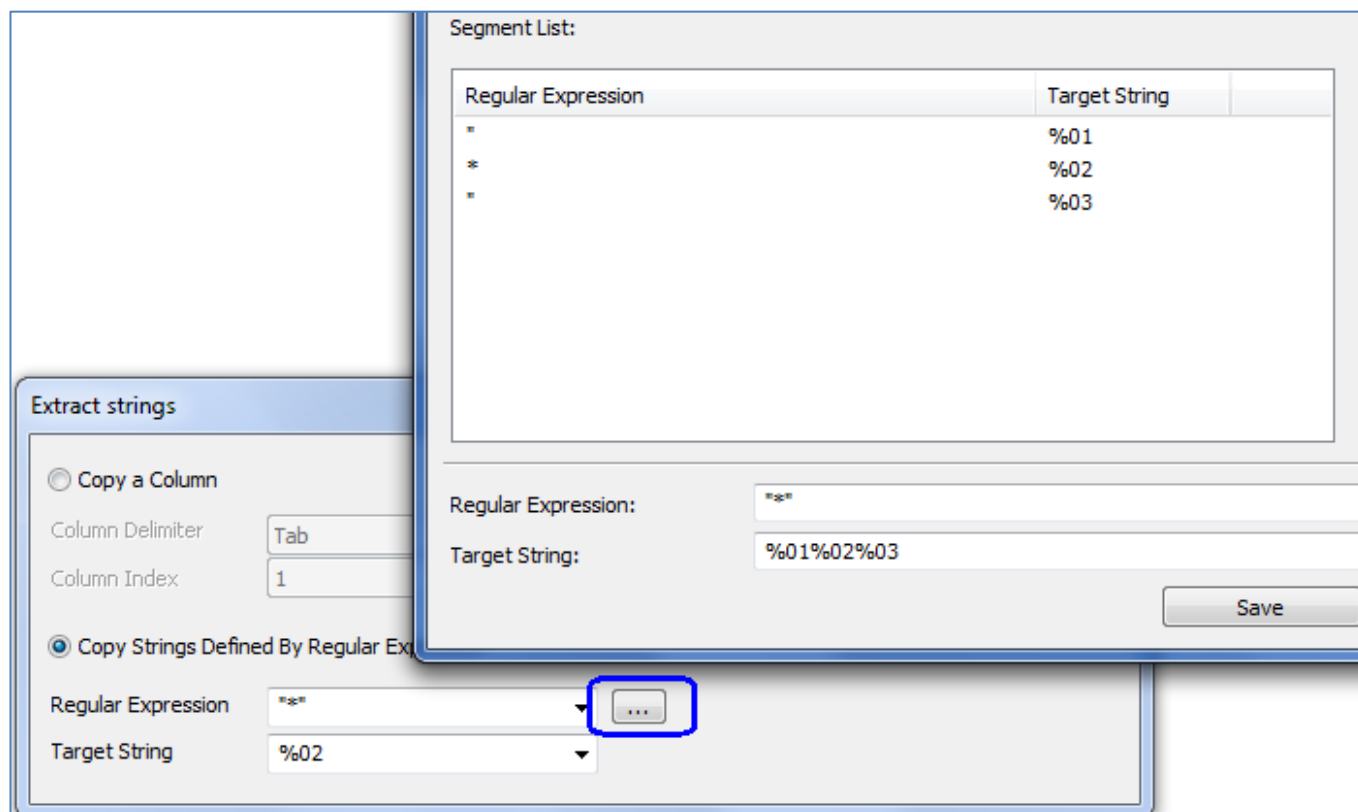 Segment List:
Regular Expression Target String
" %01
* %02
" %03
Regular Expression: "*"
Target String: %01%02%03
Save
Extract strings
Copy a Column
Column Delimiter Tab
Column Index 1
Copy Strings Defined By Regular Exp
Regular Expression "*" ...
Target String %02